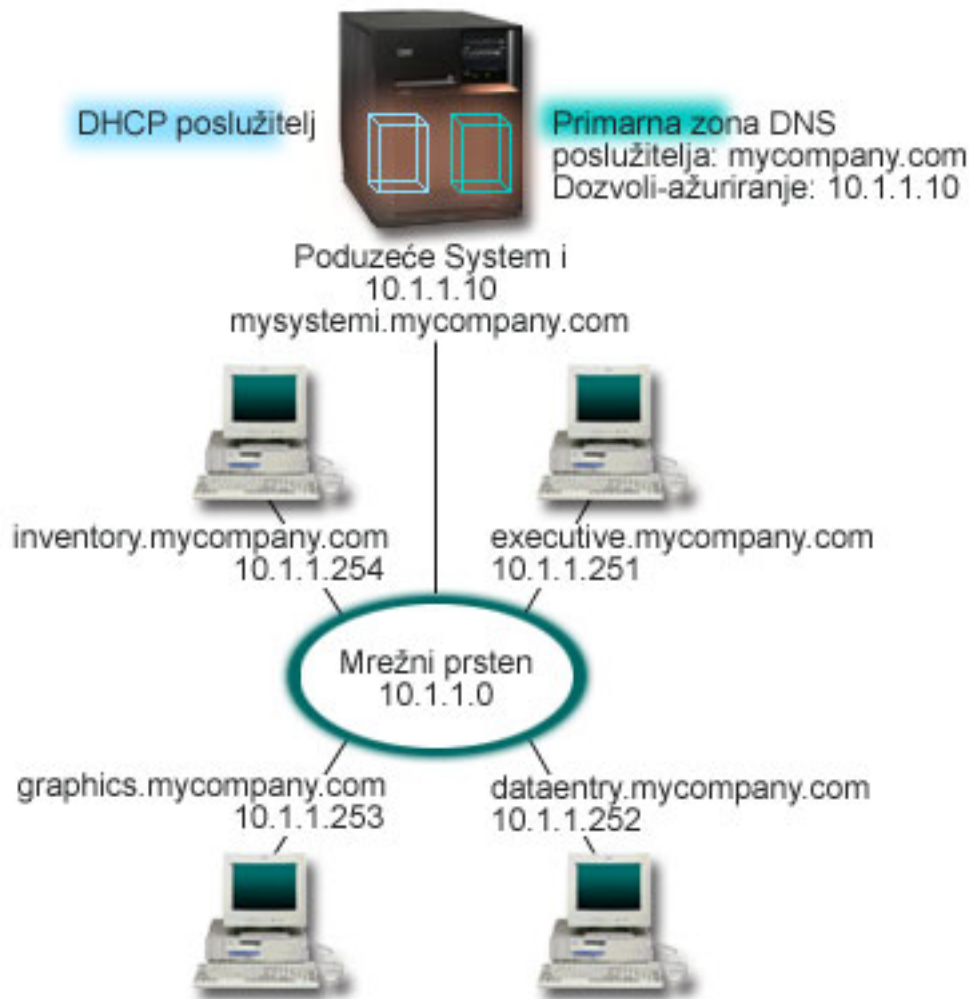 DHCP poslužitelj
Primarna zona DNS
poslužitelja: mycompany.com
Dozvoli-ažuriranje: 10.1.1.10
Poduzeće System i
10.1.1.10
mysystemi.mycompany.com
inventory.mycompany.com
10.1.1.254
executive.mycompany.com
10.1.1.251
Mrežni prsten
10.1.1.0
graphics.mycompany.com
10.1.1.253
dataentry.mycompany.com
10.1.1.252